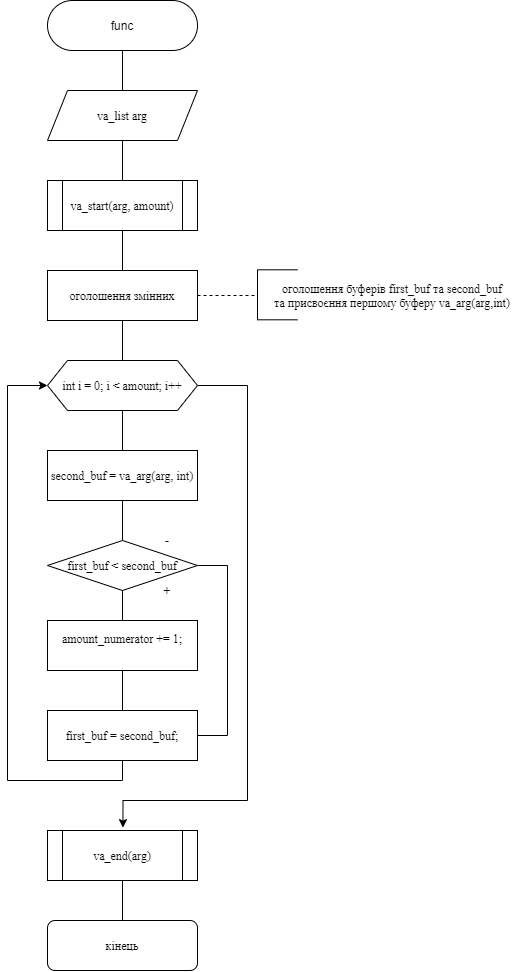 func
va_list arg
va_start(arg, amount)
оголошення змінних
оголошення буферів first_buf та second_buf
та присвоєння першому буферу va_arg(arg,int)
int i = 0; i < amount; i++
second_buf = va_arg(arg, int)
-
first_buf < second_buf
+
amount_numerator += 1;
first_buf = second_buf;
va_end(arg)
кінець